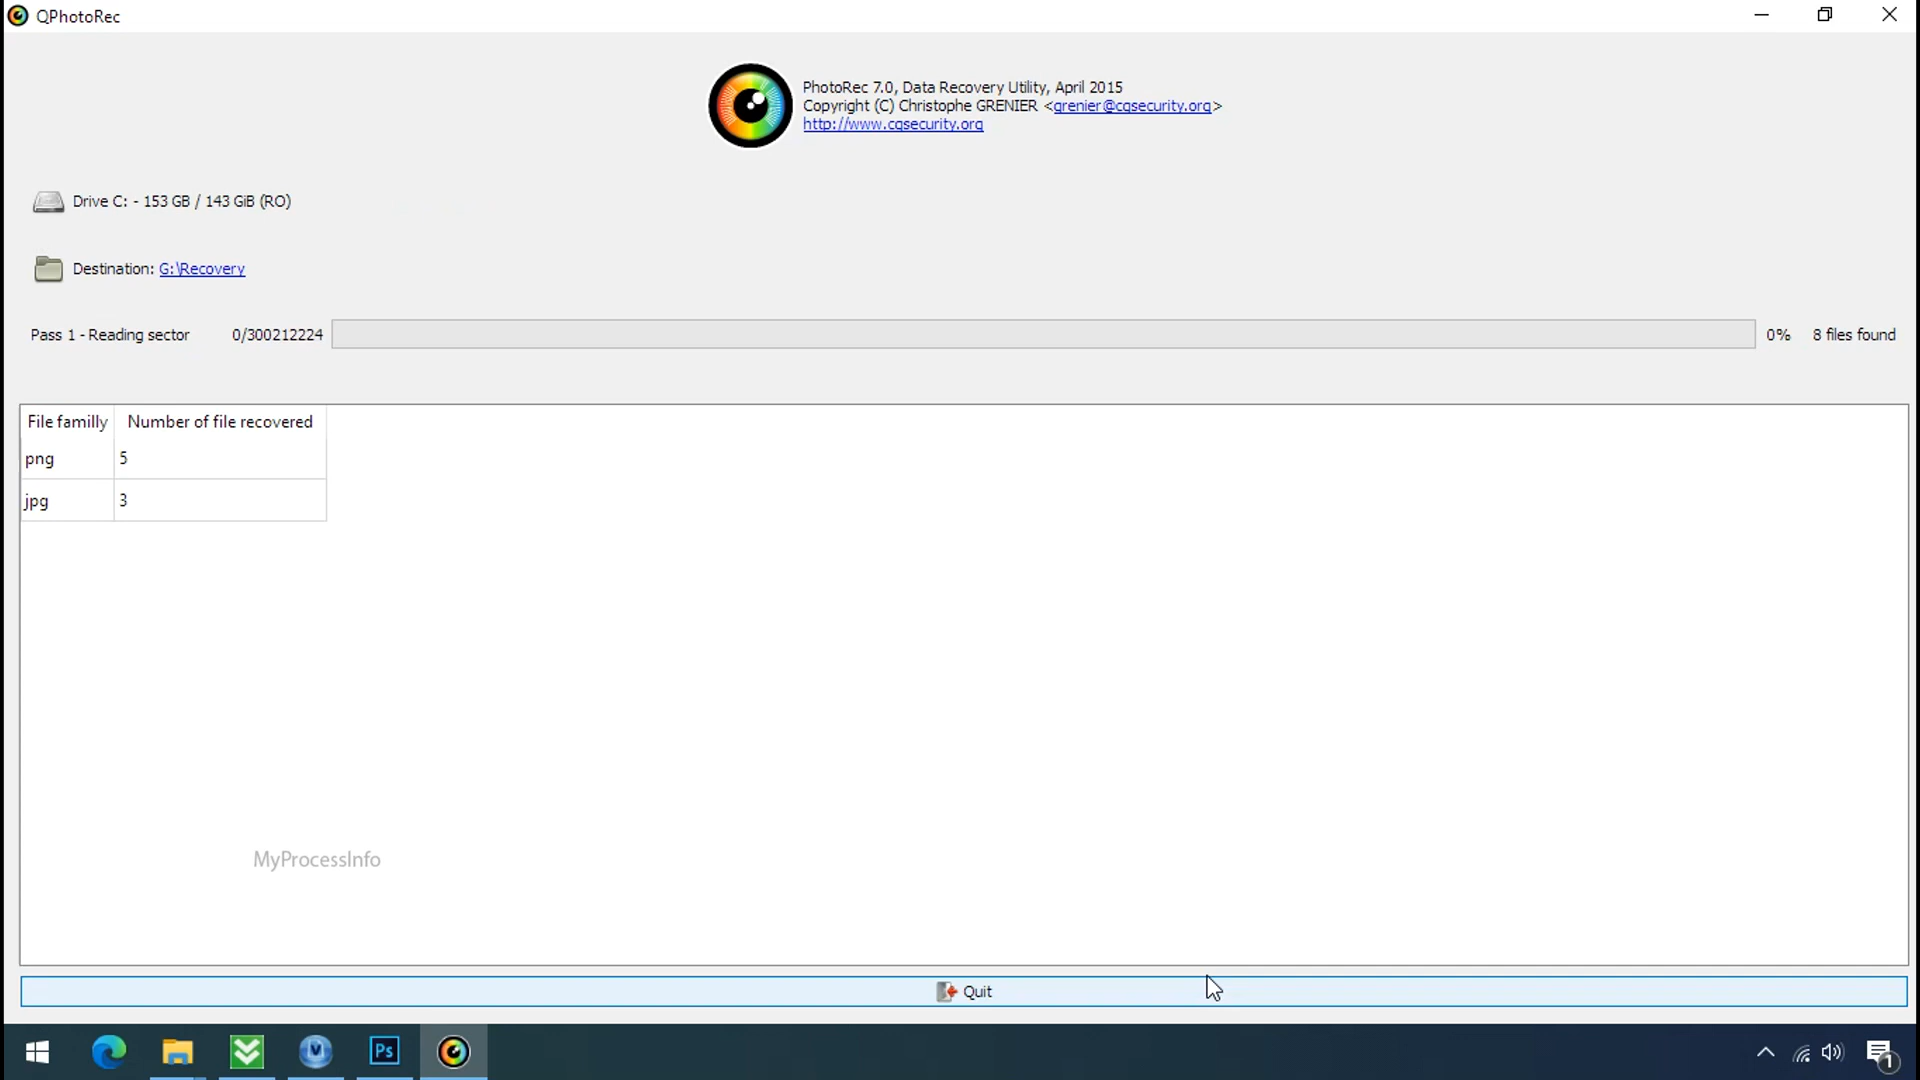 QPhotoRec
PhotoRec 7.0, Data Recovery Utility, April 2015
Copyright (C) Christophe GRENIER <grenier@cgsecurity.org>
http://www.cgsecurity.org
Drive C: - 153 GB / 143 GiB (RO)
Destination: G:\Recovery
Pass 1 - Reading sector 0/300212224 0% 8 files found
File familly Number of file recovered
png 5
jpg 3
MyProcessInfo
Quit
Ps
1